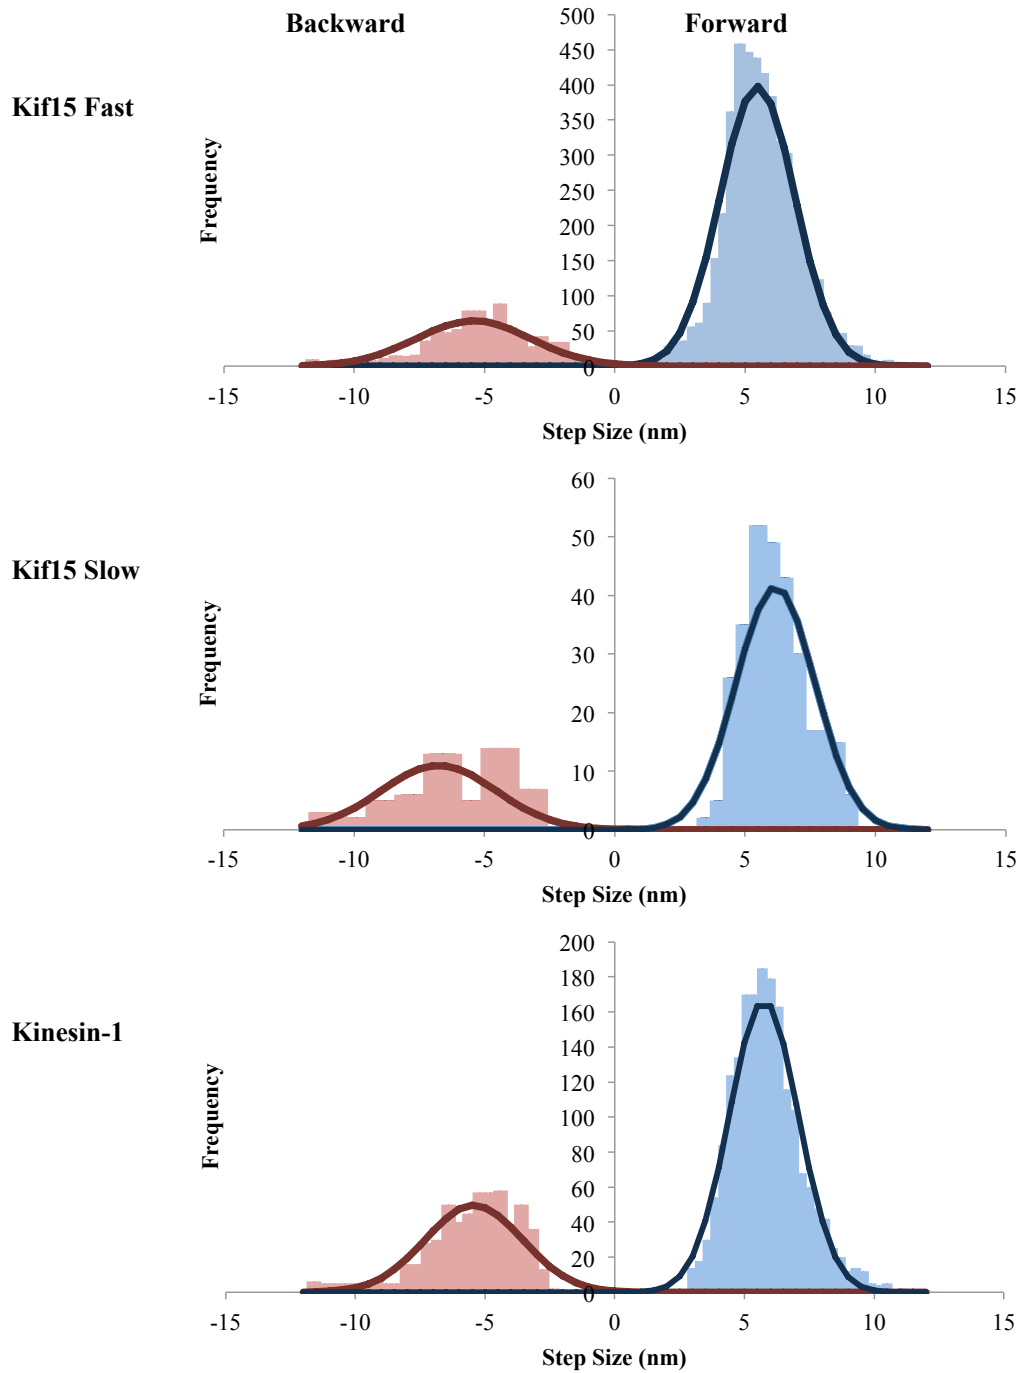 Backward Forward
Kif15 Fast
Frequency
500
450
400
350
300
250
200
150
100
50
0
-15 -10 -5 0 5 10 15
Step Size (nm)
Kif15 Slow
Frequency
60
50
40
30
20
10
0
-15 -10 -5 0 5 10 15
Step Size (nm)
Kinesin-1
Frequency
200
180
160
140
120
100
80
60
40
20
0
-15 -10 -5 0 5 10 15
Step Size (nm)